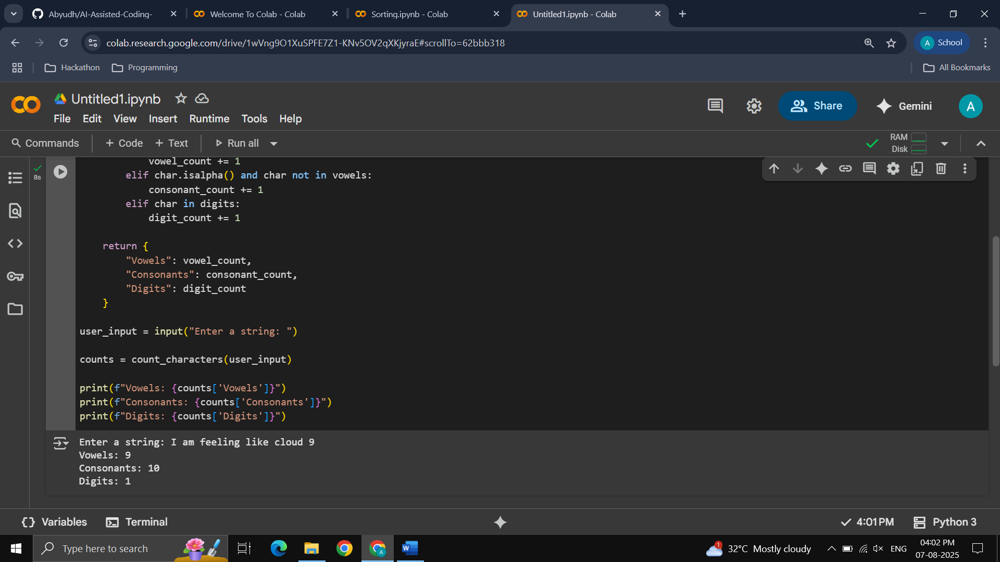 Abyudh/AI-Assisted-Coding-
Welcome To Colab - Colab
Sorting.ipynb - Colab
Untitled1.ipynb - Colab
colab.research.google.com/drive/1wVng9O1XuSPFE7Z1-KNv5OV2qXKjyraE#scrollTo=62bbb318
A School
Hackathon
Programming
All Bookmarks
CO
Untitled1.ipynb
File Edit View Insert Runtime Tools Help
Share
Gemini
A
Commands
+ Code + Text
Run all
RAM
Disk
8s
vowel_count += 1
elif char.isalpha() and char not in vowels:
consonant_count += 1
elif char in digits:
digit_count += 1
return {
"Vowels": vowel_count,
"Consonants": consonant_count,
"Digits": digit_count
}
user_input = input("Enter a string: ")
counts = count_characters(user_input)
print(f"Vowels: {counts['Vowels']}")
print(f"Consonants: {counts['Consonants']}")
print(f"Digits: {counts['Digits']}")
Enter a string: I am feeling like cloud 9
Vowels: 9
Consonants: 10
Digits: 1
{} Variables
Terminal
4:01 PM
Python 3
Type here to search
W
A
1
32°C Mostly cloudy
ENG
04:02 PM
07-08-2025